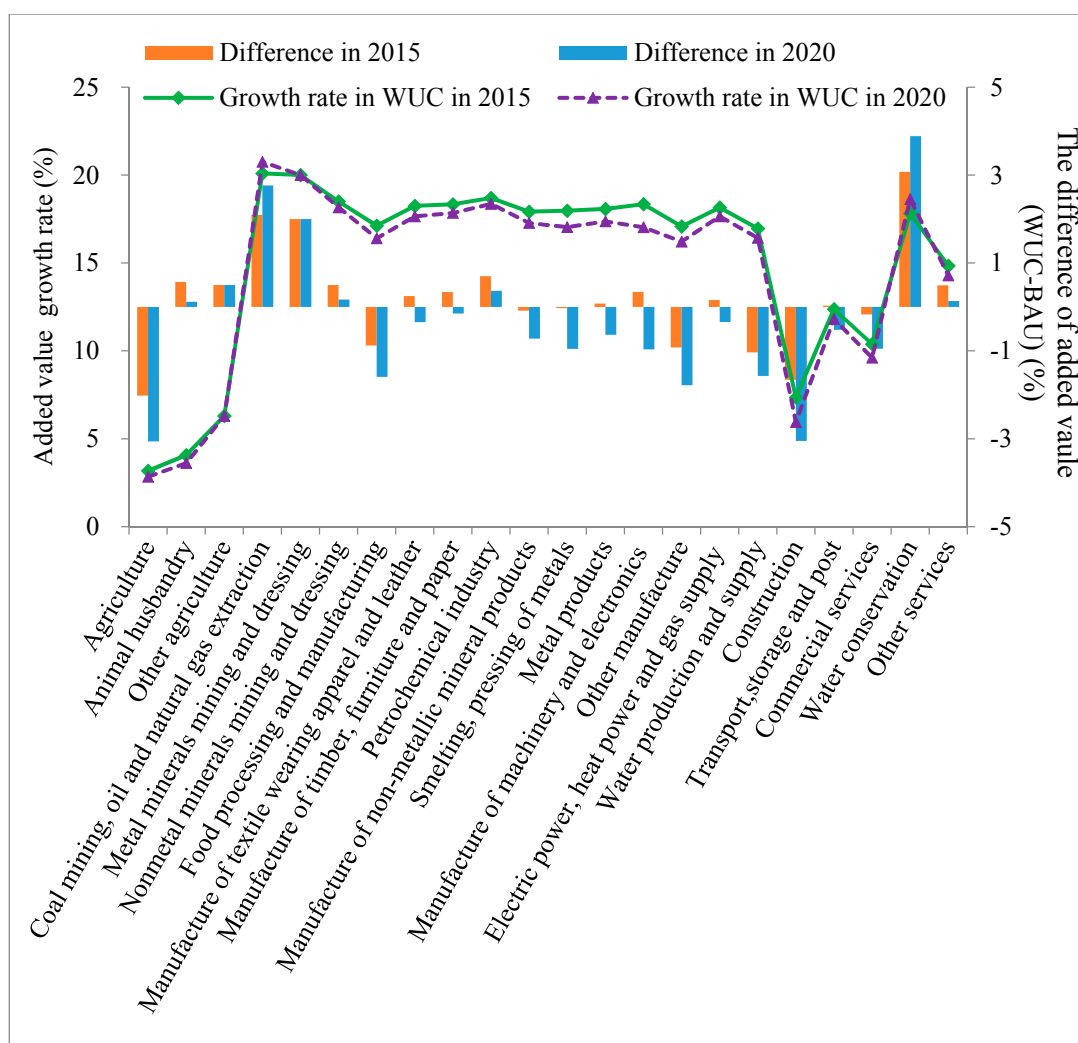 Difference in 2015
Difference in 2020
Growth rate in WUC in 2015
Growth rate in WUC in 2020
Added value growth rate (%)
25
20
15
10
5
0
5
3
1
-1
-3
-5
The difference of added vaule
(WUC-BAU) (%)
Agriculture
Animal husbandry
Other agriculture
Coal mining, oil and natural gas extraction
Metal minerals mining and dressing
Nonmetal minerals mining and dressing
Food processing and manufacturing
Manufacture of textile wearing apparel and leather
Manufacture of timber, furniture and paper
Petrochemical industry
Manufacture of non-metallic mineral products
Smelting, pressing of metals
Metal products
Manufacture of machinery and electronics
Other manufacture
Electric power, heat power and gas supply
Water production and supply
Construction
Transport,storage and post
Commercial services
Water conservation
Other services